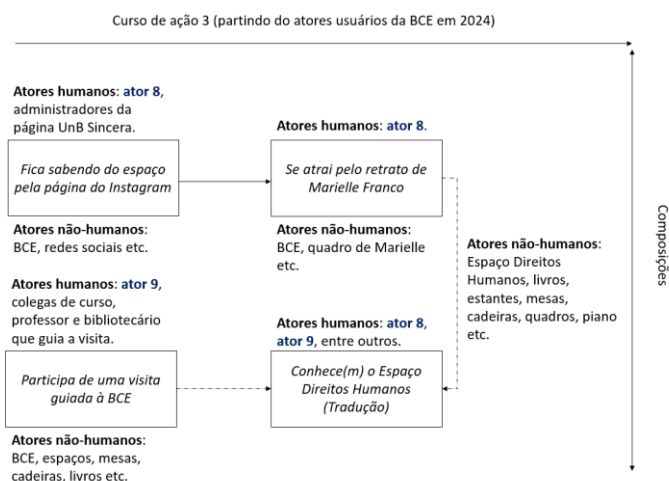 Curso de ação 3 (partindo do atores usuários da BCE em 2024)
Atores humanos: ator 8,
administradores da
página UnB Sincera.
Fica sabendo do espaço
pela página do Instagram
Atores não-humanos:
BCE, redes sociais etc.
Atores humanos: ator 8.
Se atrai pelo retrato de
Marielle Franco
Atores não-humanos:
BCE, quadro de Marielle
etc.
Atores não-humanos:
Espaço Direitos
Humanos, livros,
estantes, mesas,
cadeiras, quadros, piano
etc.
Composições
Atores humanos: ator 9,
colegas de curso,
professor e bibliotecário
que guia a visita.
Participa de uma visita
guiada à BCE
Atores não-humanos:
BCE, espaços, mesas,
cadeiras, livros etc.
Atores humanos: ator 8,
ator 9, entre outros.
Conhece(m) o Espaço
Direitos Humanos
(Tradução)